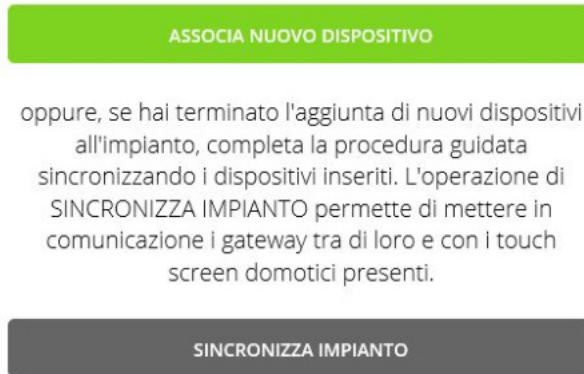 ASSOCIA NUOVO DISPOSITIVO
oppure, se hai terminato l'aggiunta di nuovi dispositivi
all'impianto, completa la procedura guidata
sincronizzando i dispositivi inseriti. L'operazione di
SINCRONIZZA IMPIANTO permette di mettere in
comunicazione i gateway tra di loro e con i touch
screen domotici presenti.
SINCRONIZZA IMPIANTO